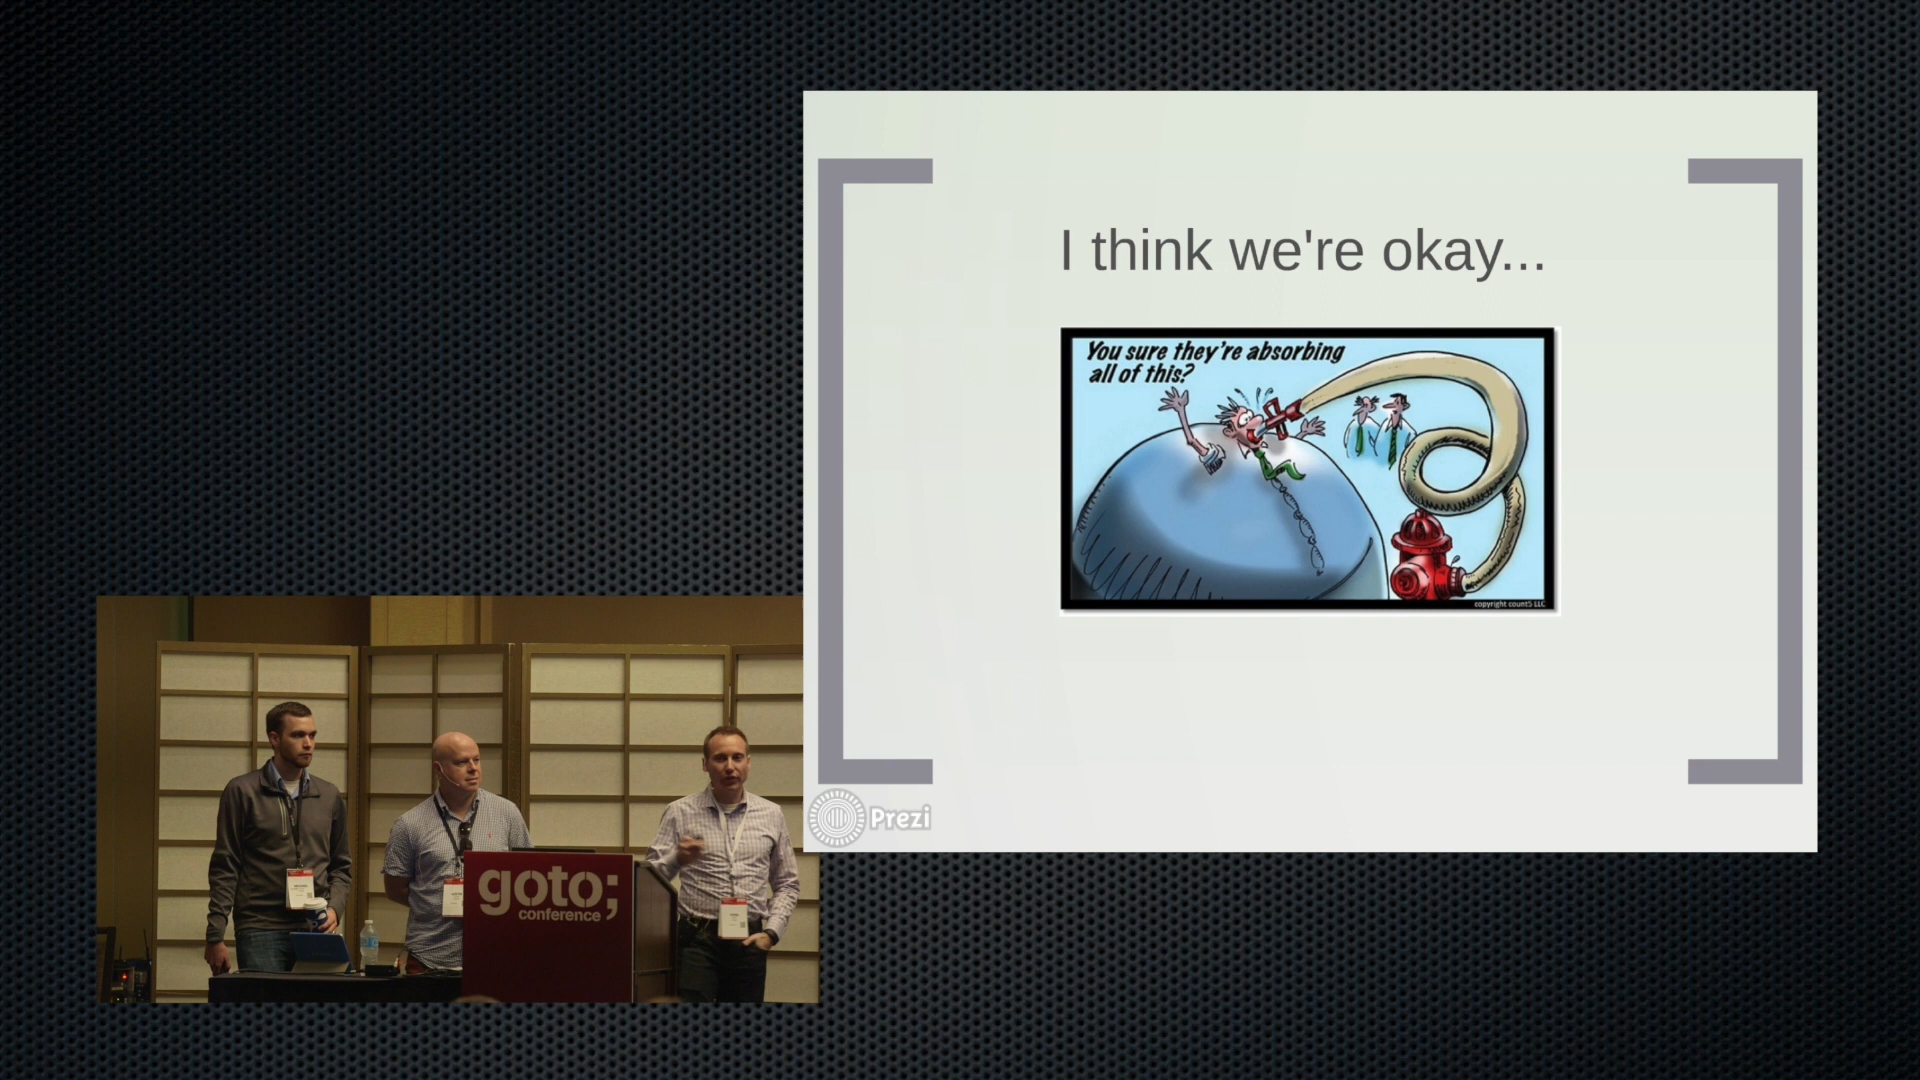 I think we're okay...
You sure they're absorbing
all of this?
copyright count5 LLC
Prezi
goto;
conference